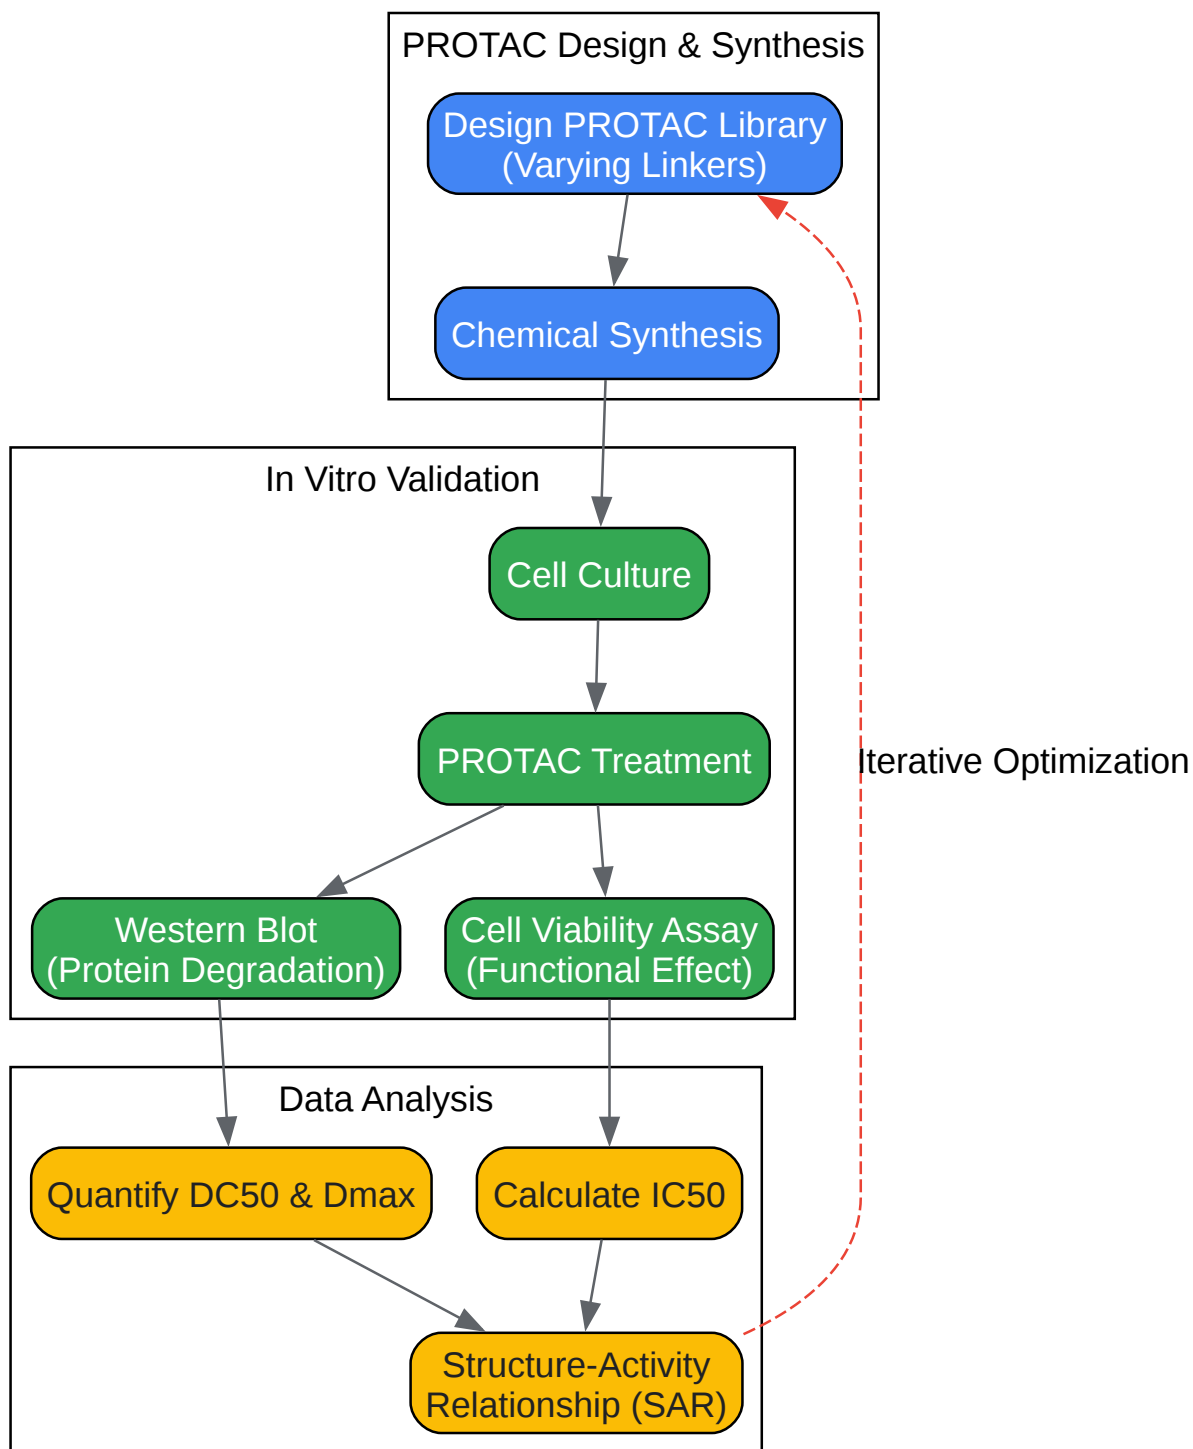 PROTAC Design & Synthesis
Design PROTAC Library
(Varying Linkers)
Chemical Synthesis
In Vitro Validation
Cell Culture
PROTAC Treatment
Iterative Optimization
Western Blot
(Protein Degradation)
Cell Viability Assay
(Functional Effect)
Data Analysis
Quantify DC50 & Dmax
Calculate IC50
Structure-Activity
Relationship (SAR)